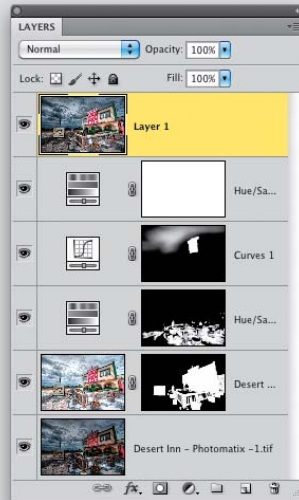 LAYERS
Normal Opacity: 100%
Lock: Fill: 100%
Layer 1
Hue/Sa...
Curves 1
Hue/Sa...
Desert ...
Desert Inn - Photomatix -1.tif
fx.